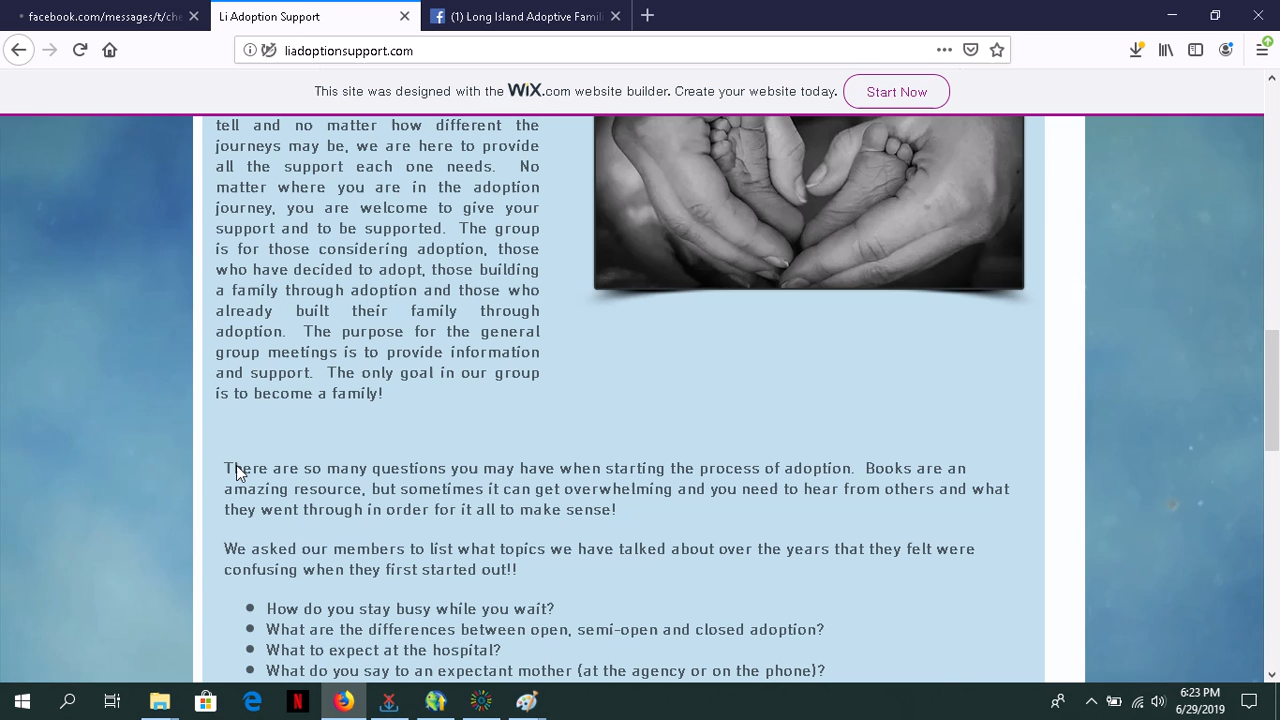 facebook.com/messages/t/che
Li Adoption Support
(1) Long Island Adoptive Famil
liadoptionsupport.com
This site was designed with the WiX.com website builder. Create your website today.
Start Now
tell and no matter how different the
journeys may be, we are here to provide
all the support each one needs. No
matter where you are in the adoption
journey, you are welcome to give your
support and to be supported. The group
is for those considering adoption, those
who have decided to adopt, those building
a family through adoption and those who
already built their family through
adoption. The purpose for the general
group meetings is to provide information
and support. The only goal in our group
is to become a family!
There are so many questions you may have when starting the process of adoption. Books are an
amazing resource, but sometimes it can get overwhelming and you need to hear from others and what
they went through in order for it all to make sense!
We asked our members to list what topics we have talked about over the years that they felt were
confusing when they first started out!!
How do you stay busy while you wait?
What are the differences between open, semi-open and closed adoption?
What to expect at the hospital?
What do you say to an expectant mother (at the agency or on the phone)?
6:23 PM
6/29/2019